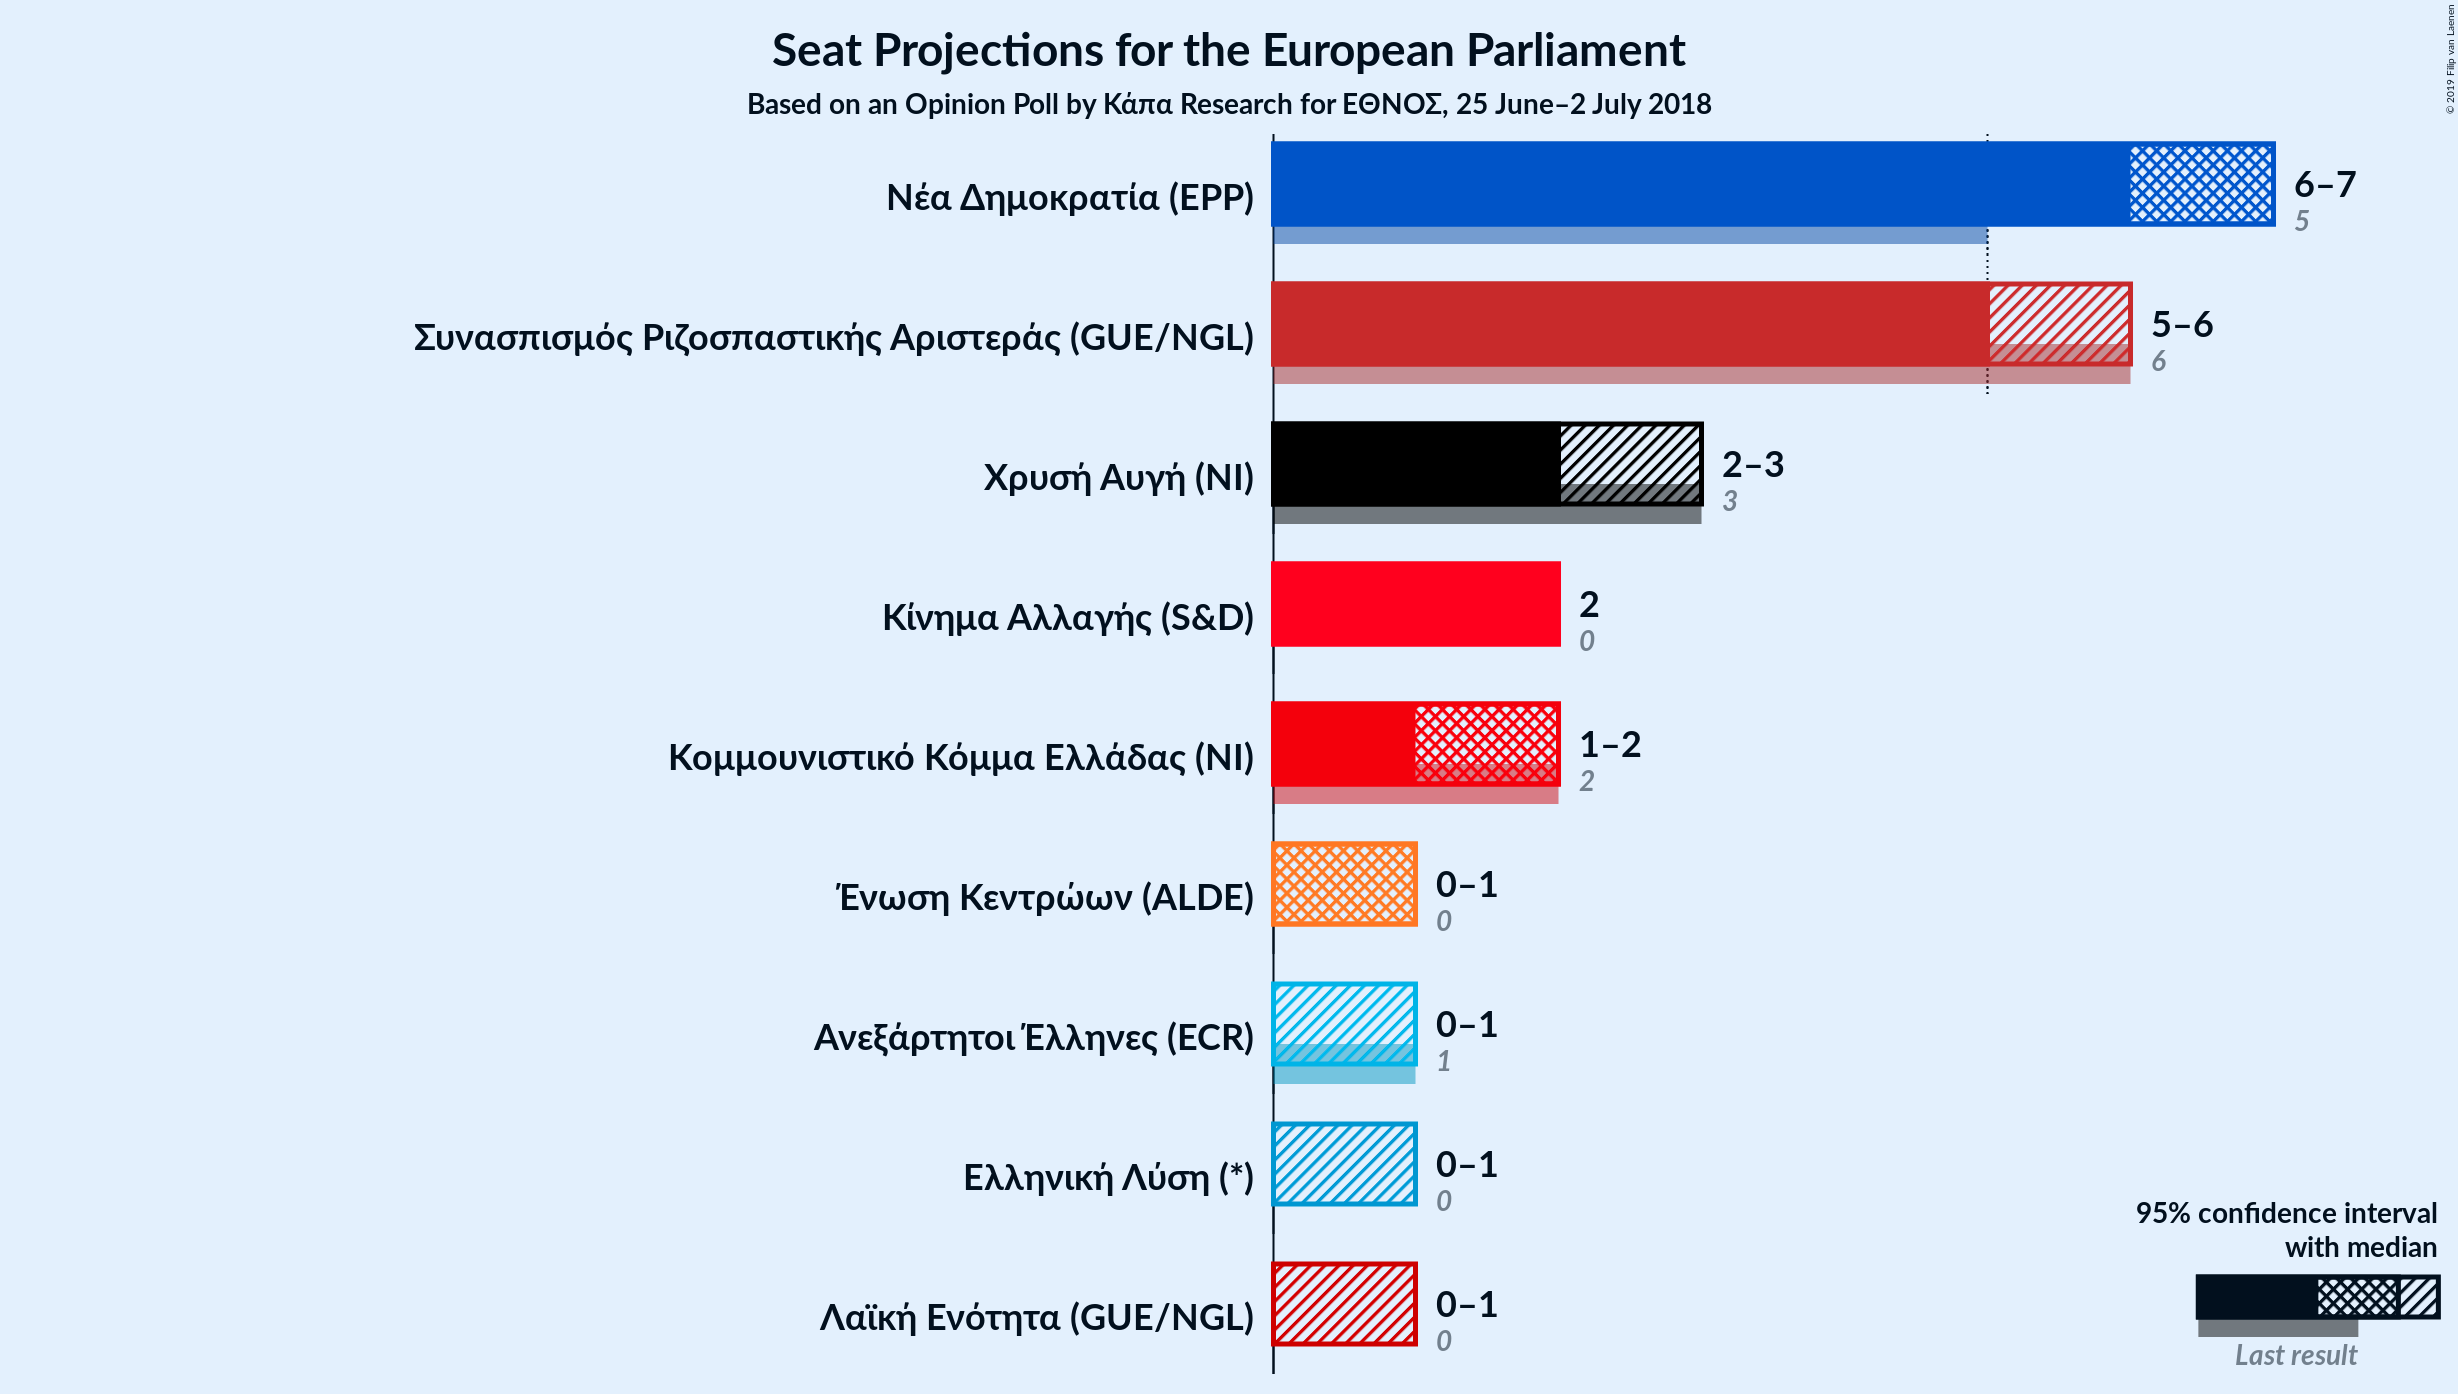 Seat Projections for the European Parliament
Based on an Opinion Poll by Κάπα Research for ΕΘΝΟΣ, 25 June–2 July 2018
© 2019 Filip van Laenen
Νέα Δημοκρατία (EPP)
6–7
5
Συνασπισμός Ριζοσπαστικής Αριστεράς (GUE/NGL)
5–6
6
Χρυσή Αυγή (NI)
2–3
3
Κίνημα Αλλαγής (S&D)
2
0
Κομμουνιστικό Κόμμα Ελλάδας (NI)
1–2
2
Ένωση Κεντρώων (ALDE)
0–1
0
Ανεξάρτητοι Έλληνες (ECR)
0–1
1
Ελληνική Λύση (*)
0–1
0
Λαϊκή Ενότητα (GUE/NGL)
0–1
0
95% confidence interval
with median
Last result